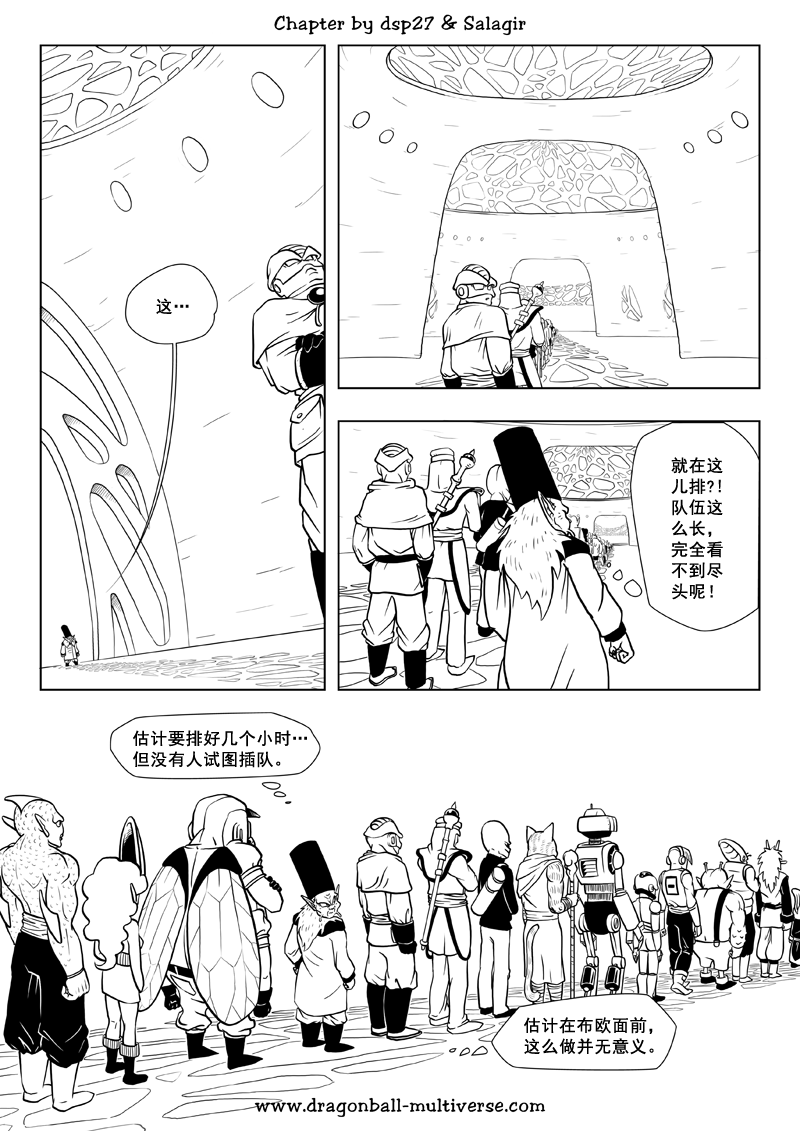 Chapter by dsp27 & Salagir
这…
就在这
儿排?!
队伍这
么长，
完全看
不到尽
头呢！
估计要排好几个小时…
但没有人试图插队。
估计在布欧面前，
这么做并无意义。
www.dragonball-multiverse.com